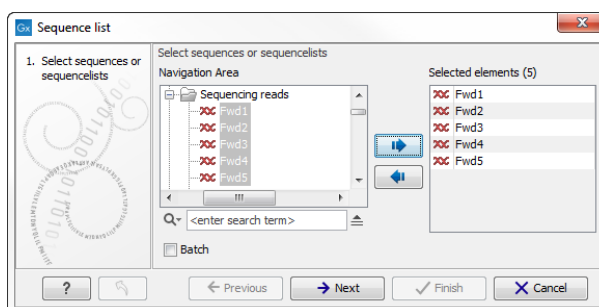 Gx Sequence list
1. Select sequences or
sequencelists
Select sequences or sequencelists
Navigation Area
Sequencing reads
Fwd1
Fwd2
Fwd3
Fwd4
Fwd5
<enter search term>
Batch
Selected elements (5)
Fwd1
Fwd2
Fwd3
Fwd4
Fwd5
? Previous Next Finish Cancel